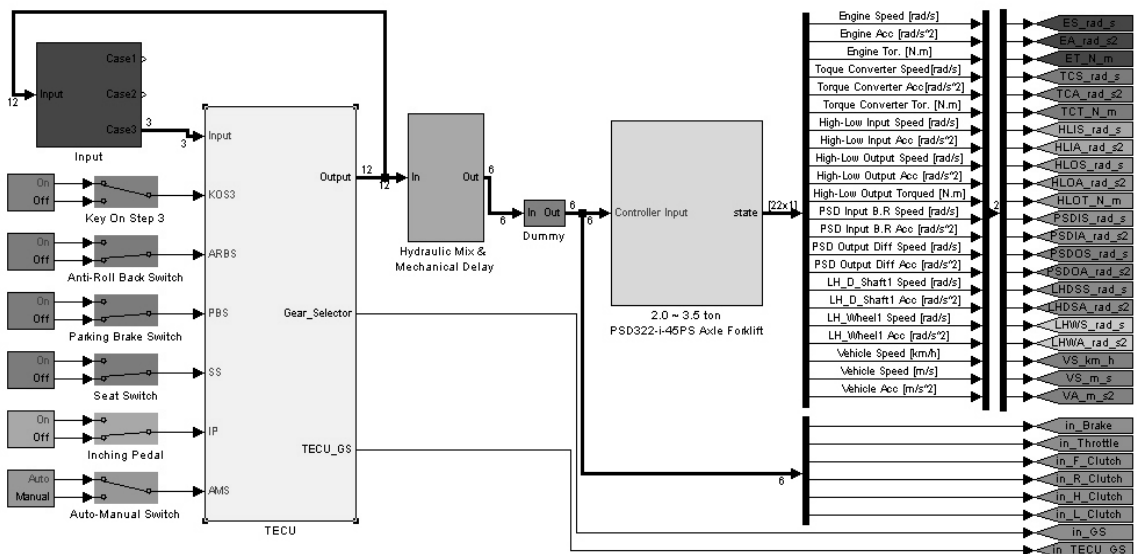 Case1
Case2
Input
Case3
12
3
3
Input
On
Off
Key On Step 3
On
Off
Anti-Roll Back Switch
On
Off
Parking Brake Switch
On
Off
Seat Switch
On
Off
Inching Pedal
Auto
Manual
Auto-Manual Switch
Input
KOS3
ARBS
PBS
SS
IP
AMS
Output
Gear_Selector
TECU_GS
TECU
12
12
In
Out
Hydraulic Mix &
Mechanical Delay
6
6
In
Out
Dummy
6
6
Controller Input
state
2.0 ~ 3.5 ton
PSD322-i-45PS Axle Forklift
[22x1]
Engine Speed [rad/s]
Engine Acc [rad/s^2]
Engine Tor. [N.m]
Toque Converter Speed[rad/s]
Torque Converter Acc[rad/s^2]
Torque Converter Tor. [N.m]
High-Low Input Speed [rad/s]
High-Low Input Acc [rad/s^2]
High-Low Output Speed [rad/s]
High-Low Output Acc [rad/s^2]
High-Low Output Torqued [N.m]
PSD Input B.R Speed [rad/s]
PSD Input B.R Acc [rad/s^2]
PSD Output Diff Speed [rad/s]
PSD Output Diff Acc [rad/s^2]
LH_D_Shaft1 Speed [rad/s]
LH_D_Shaft1 Acc [rad/s^2]
LH_Wheel1 Speed [rad/s]
LH_Wheel1 Acc [rad/s^2]
Vehicle Speed [km/h]
Vehicle Speed [m/s]
Vehicle Acc [m/s^2]
2
6
ES_rad_s
EA_rad_s2
ET_N_m
TCS_rad_s
TCA_rad_s2
TCT_N_m
HLIS_rad_s
HLIA_rad_s2
HLOS_rad_s
HLOA_rad_s2
HLOT_N_m
PSDIS_rad_s
PSDIA_rad_s2
PSDOS_rad_s
PSDOA_rad_s2
LHDSS_rad_s
LHDSA_rad_s2
LHWS_rad_s
LHWA_rad_s2
VS_km_h
VS_m_s
VA_m_s2
in_Brake
in_Throttle
in_F_Clutch
in_R_Clutch
in_H_Clutch
in_L_Clutch
in_GS
in_TECU_GS